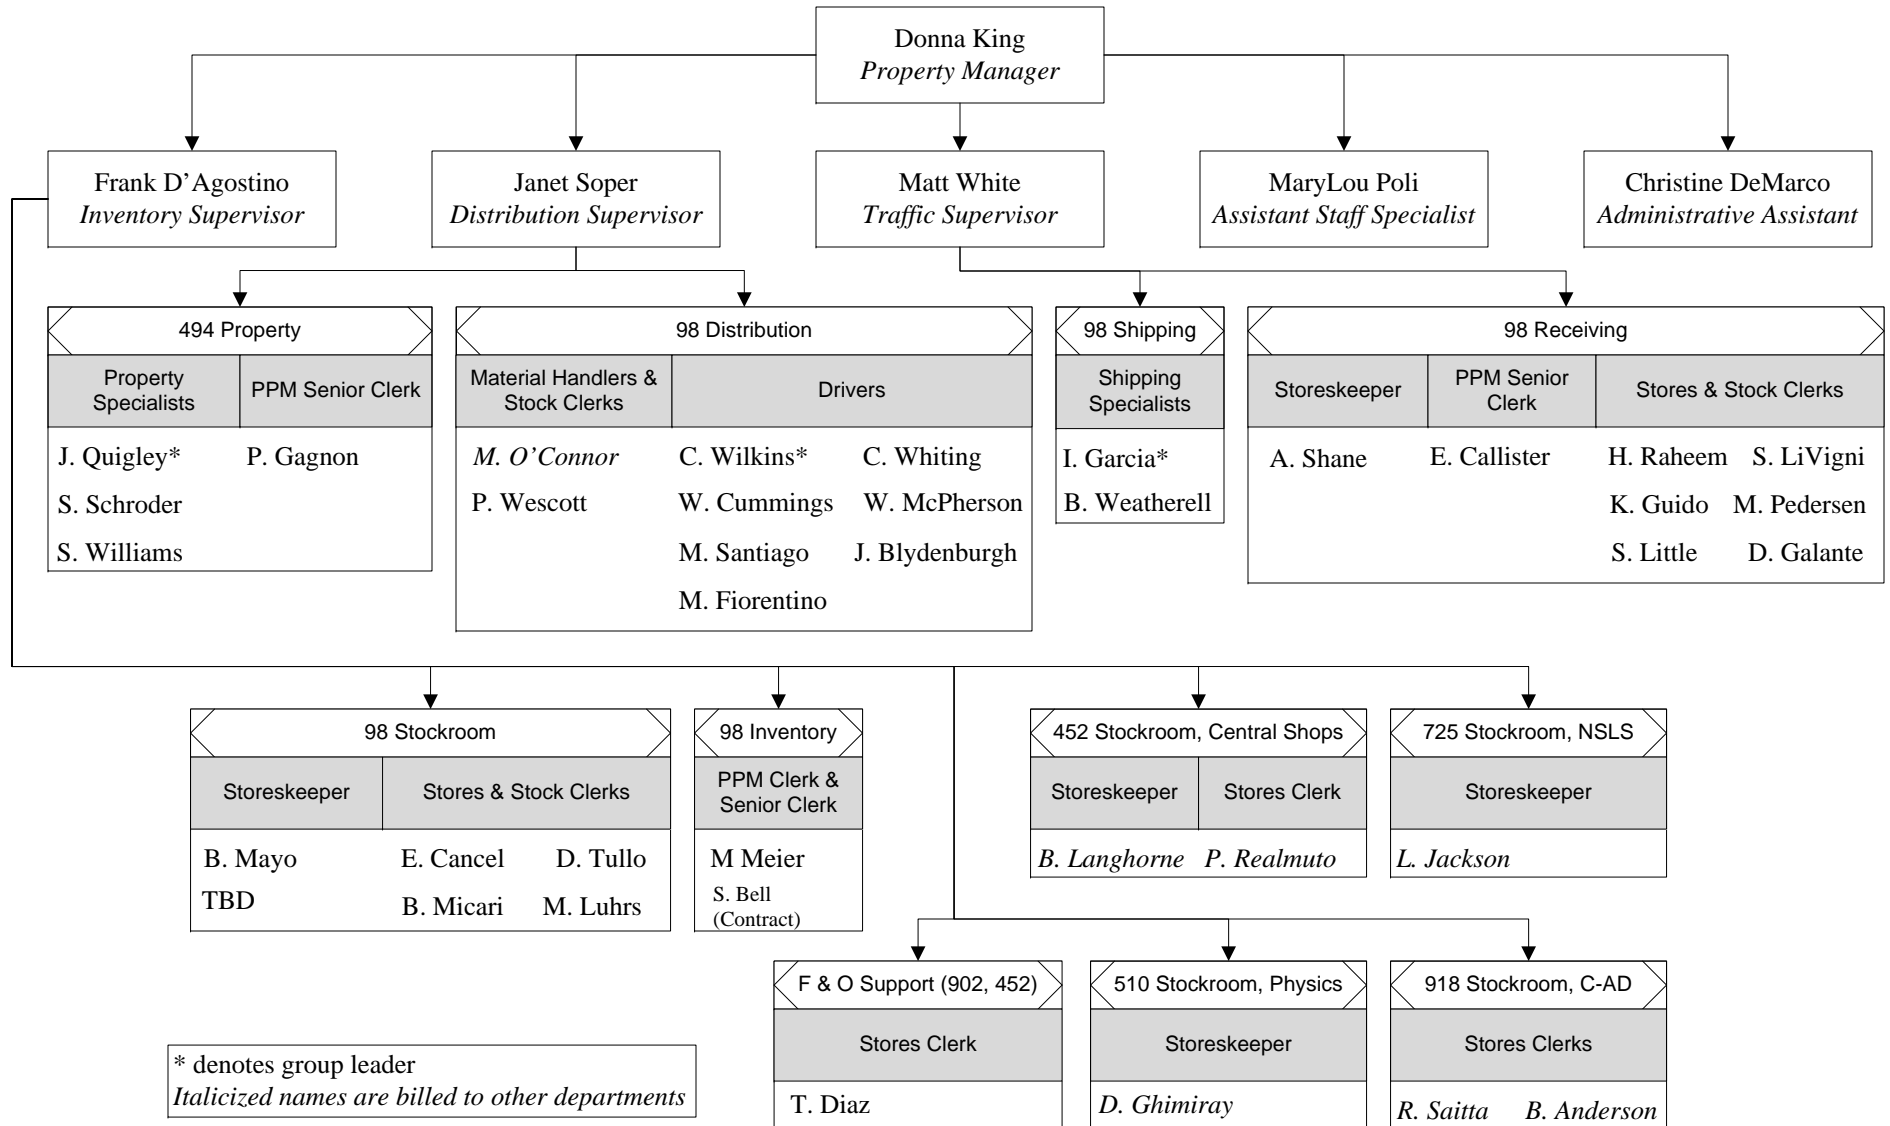 Donna King
Property Manager
Frank D’Agostino
Inventory Supervisor
Janet Soper
Distribution Supervisor
Matt White
Traffic Supervisor
MaryLou Poli
Assistant Staff Specialist
Christine DeMarco
Administrative Assistant
494 Property
Property
Specialists
PPM Senior Clerk
J. Quigley*
P. Gagnon
S. Schroder
S. Williams
98 Distribution
Material Handlers &
Stock Clerks
Drivers
M. O’Connor
C. Wilkins*
C. Whiting
P. Wescott
W. Cummings
W. McPherson
M. Santiago
J. Blydenburgh
M. Fiorentino
98 Shipping
Shipping
Specialists
I. Garcia*
B. Weatherell
98 Receiving
Storeskeeper
PPM Senior
Clerk
Stores & Stock Clerks
A. Shane
E. Callister
H. Raheem
S. LiVigni
K. Guido
M. Pedersen
S. Little
D. Galante
98 Stockroom
Storeskeeper
Stores & Stock Clerks
B. Mayo
E. Cancel
D. Tullo
TBD
B. Micari
M. Luhrs
98 Inventory
PPM Clerk &
Senior Clerk
M Meier
S. Bell
(Contract)
452 Stockroom, Central Shops
Storeskeeper
Stores Clerk
B. Langhorne
P. Realmuto
725 Stockroom, NSLS
Storeskeeper
L. Jackson
F & O Support (902, 452)
Stores Clerk
T. Diaz
510 Stockroom, Physics
Storeskeeper
D. Ghimiray
918 Stockroom, C-AD
Stores Clerks
R. Saitta
B. Anderson
* denotes group leader
Italicized names are billed to other departments